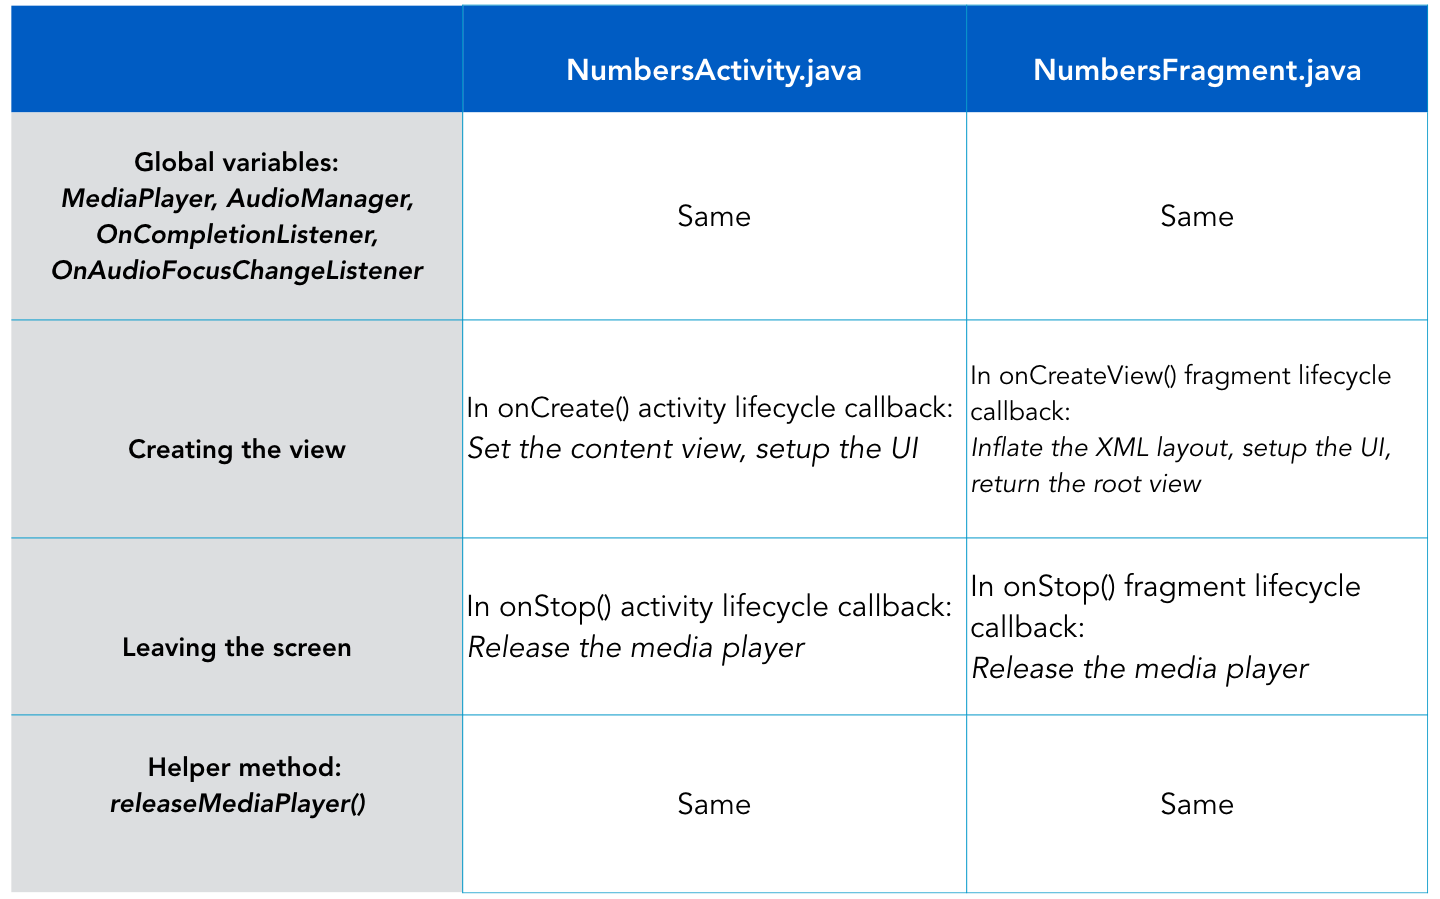 NumbersActivity.java
NumbersFragment.java
Global variables:
MediaPlayer, AudioManager,
OnCompletionListener,
OnAudioFocusChangeListener
Same
Same
Creating the view
In onCreate() activity lifecycle callback:
Set the content view, setup the UI
In onCreateView() fragment lifecycle
callback:
Inflate the XML layout, setup the UI,
return the root view
Leaving the screen
In onStop() activity lifecycle callback:
Release the media player
In onStop() fragment lifecycle
callback:
Release the media player
Helper method:
releaseMediaPlayer()
Same
Same